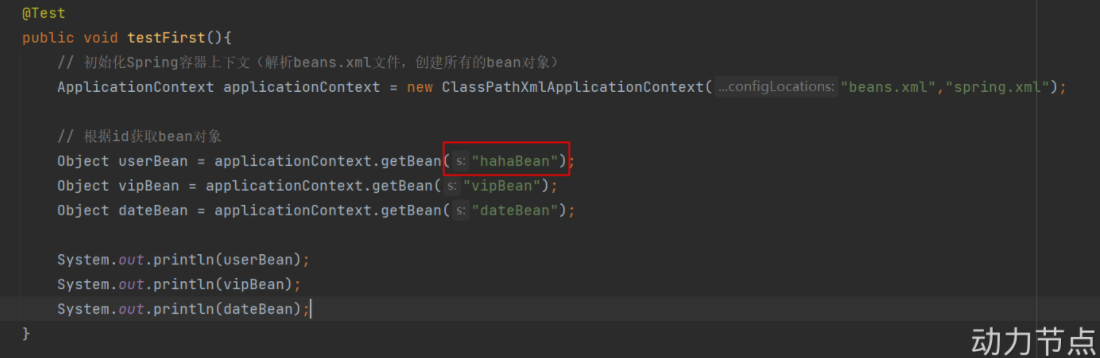 @Test
public void testFirst(){
// 初始化Spring容器上下文（解析beans.xml文件，创建所有的bean对象）
ApplicationContext applicationContext = new ClassPathXmlApplicationContext( ...configLocations: "beans.xml","spring.xml");
// 根据id获取bean对象
Object userBean = applicationContext.getBean( s: "hahaBean");
Object vipBean = applicationContext.getBean( s: "vipBean");
Object dateBean = applicationContext.getBean( s: "dateBean");
System.out.println(userBean);
System.out.println(vipBean);
System.out.println(dateBean);
}
动力节点